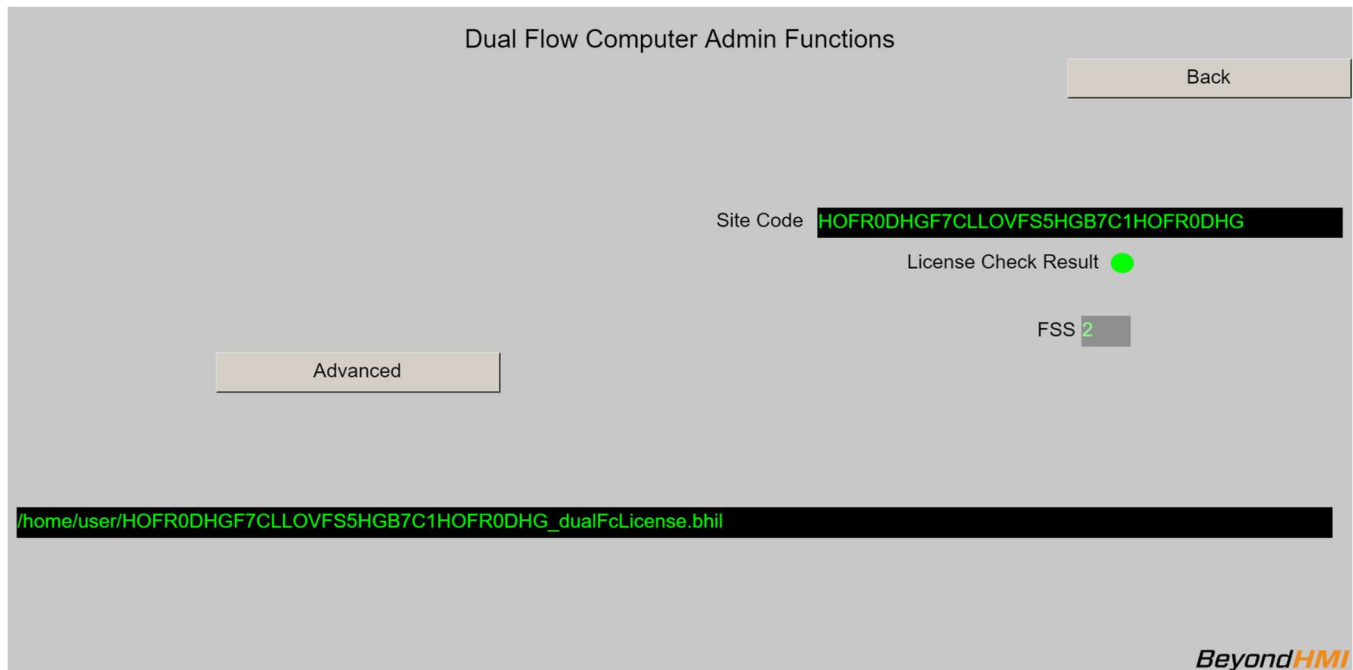 Dual Flow Computer Admin Functions
Back
Site Code HOFR0DHGF7CLLOVFS5HGB7C1HOFR0DHG
License Check Result
FSS 2
Advanced
/home/user/HOFR0DHGF7CLLOVFS5HGB7C1HOFR0DHG_dualFcLicense.bhil
BeyondHMI